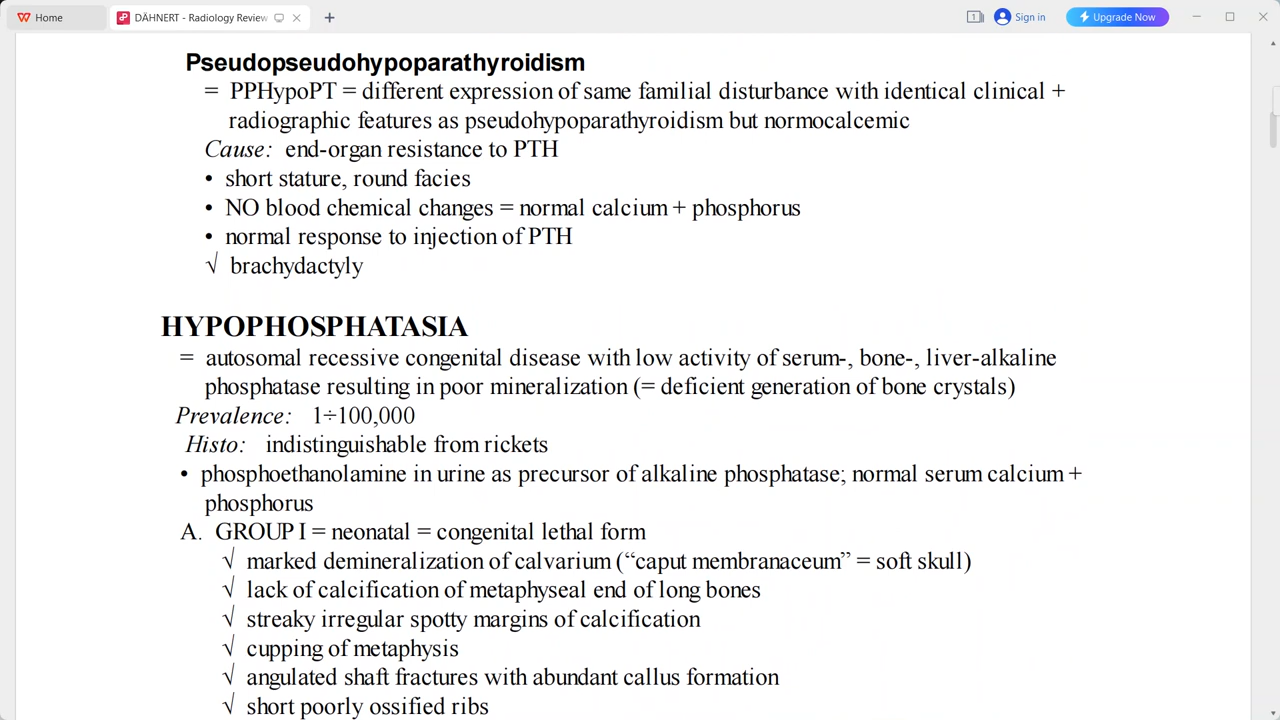 Home
DÄHNERT - Radiology Review
1
Sign in
Upgrade Now
Pseudopseudohypoparathyroidism
= PPHypoPT = different expression of same familial disturbance with identical clinical +
radiographic features as pseudohypoparathyroidism but normocalcemic
Cause: end-organ resistance to PTH
• short stature, round facies
• NO blood chemical changes = normal calcium + phosphorus
• normal response to injection of PTH
√ brachydactyly
HYPOPHOSPHATASIA
= autosomal recessive congenital disease with low activity of serum-, bone-, liver-alkaline
phosphatase resulting in poor mineralization (= deficient generation of bone crystals)
Prevalence: 1÷100,000
Histo: indistinguishable from rickets
• phosphoethanolamine in urine as precursor of alkaline phosphatase; normal serum calcium +
phosphorus
A. GROUP I = neonatal = congenital lethal form
√ marked demineralization of calvarium (“caput membranaceum” = soft skull)
√ lack of calcification of metaphyseal end of long bones
√ streaky irregular spotty margins of calcification
√ cupping of metaphysis
√ angulated shaft fractures with abundant callus formation
√ short poorly ossified ribs